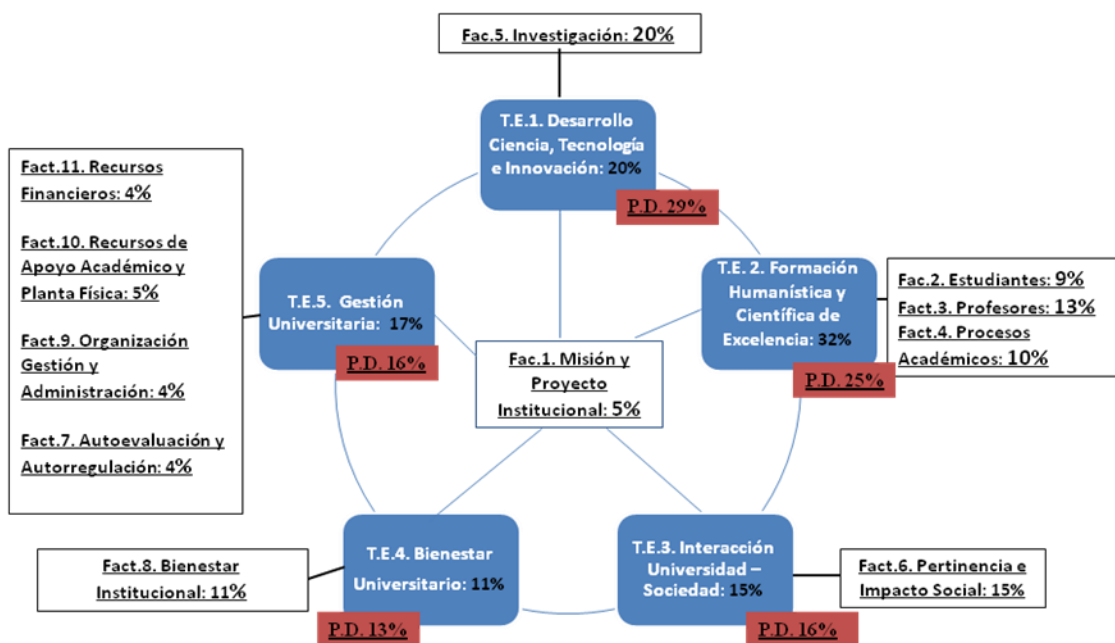 Fac.5. Investigación: 20%
T.E.1. Desarrollo
Ciencia, Tecnología
e Innovación: 20%
P.D. 29%
Fact.11. Recursos
Financieros: 4%
Fact.10. Recursos de
Apoyo Académico y
Planta Física: 5%
Fact.9. Organización
Gestión y
Administración: 4%
Fact.7. Autoevaluación y
Autorregulación: 4%
T.E.5. Gestión
Universitaria: 17%
P.D. 16%
T.E. 2. Formación
Humanística y
Científica de
Excelencia: 32%
P.D. 25%
Fac.2. Estudiantes: 9%
Fact.3. Profesores: 13%
Fact.4. Procesos
Académicos: 10%
Fac.1. Misión y
Proyecto
Institucional: 5%
Fact.8. Bienestar
Institucional: 11%
T.E.4. Bienestar
Universitario: 11%
P.D. 13%
T.E.3. Interacción
Universidad –
Sociedad: 15%
P.D. 16%
Fact.6. Pertinencia e
Impacto Social: 15%